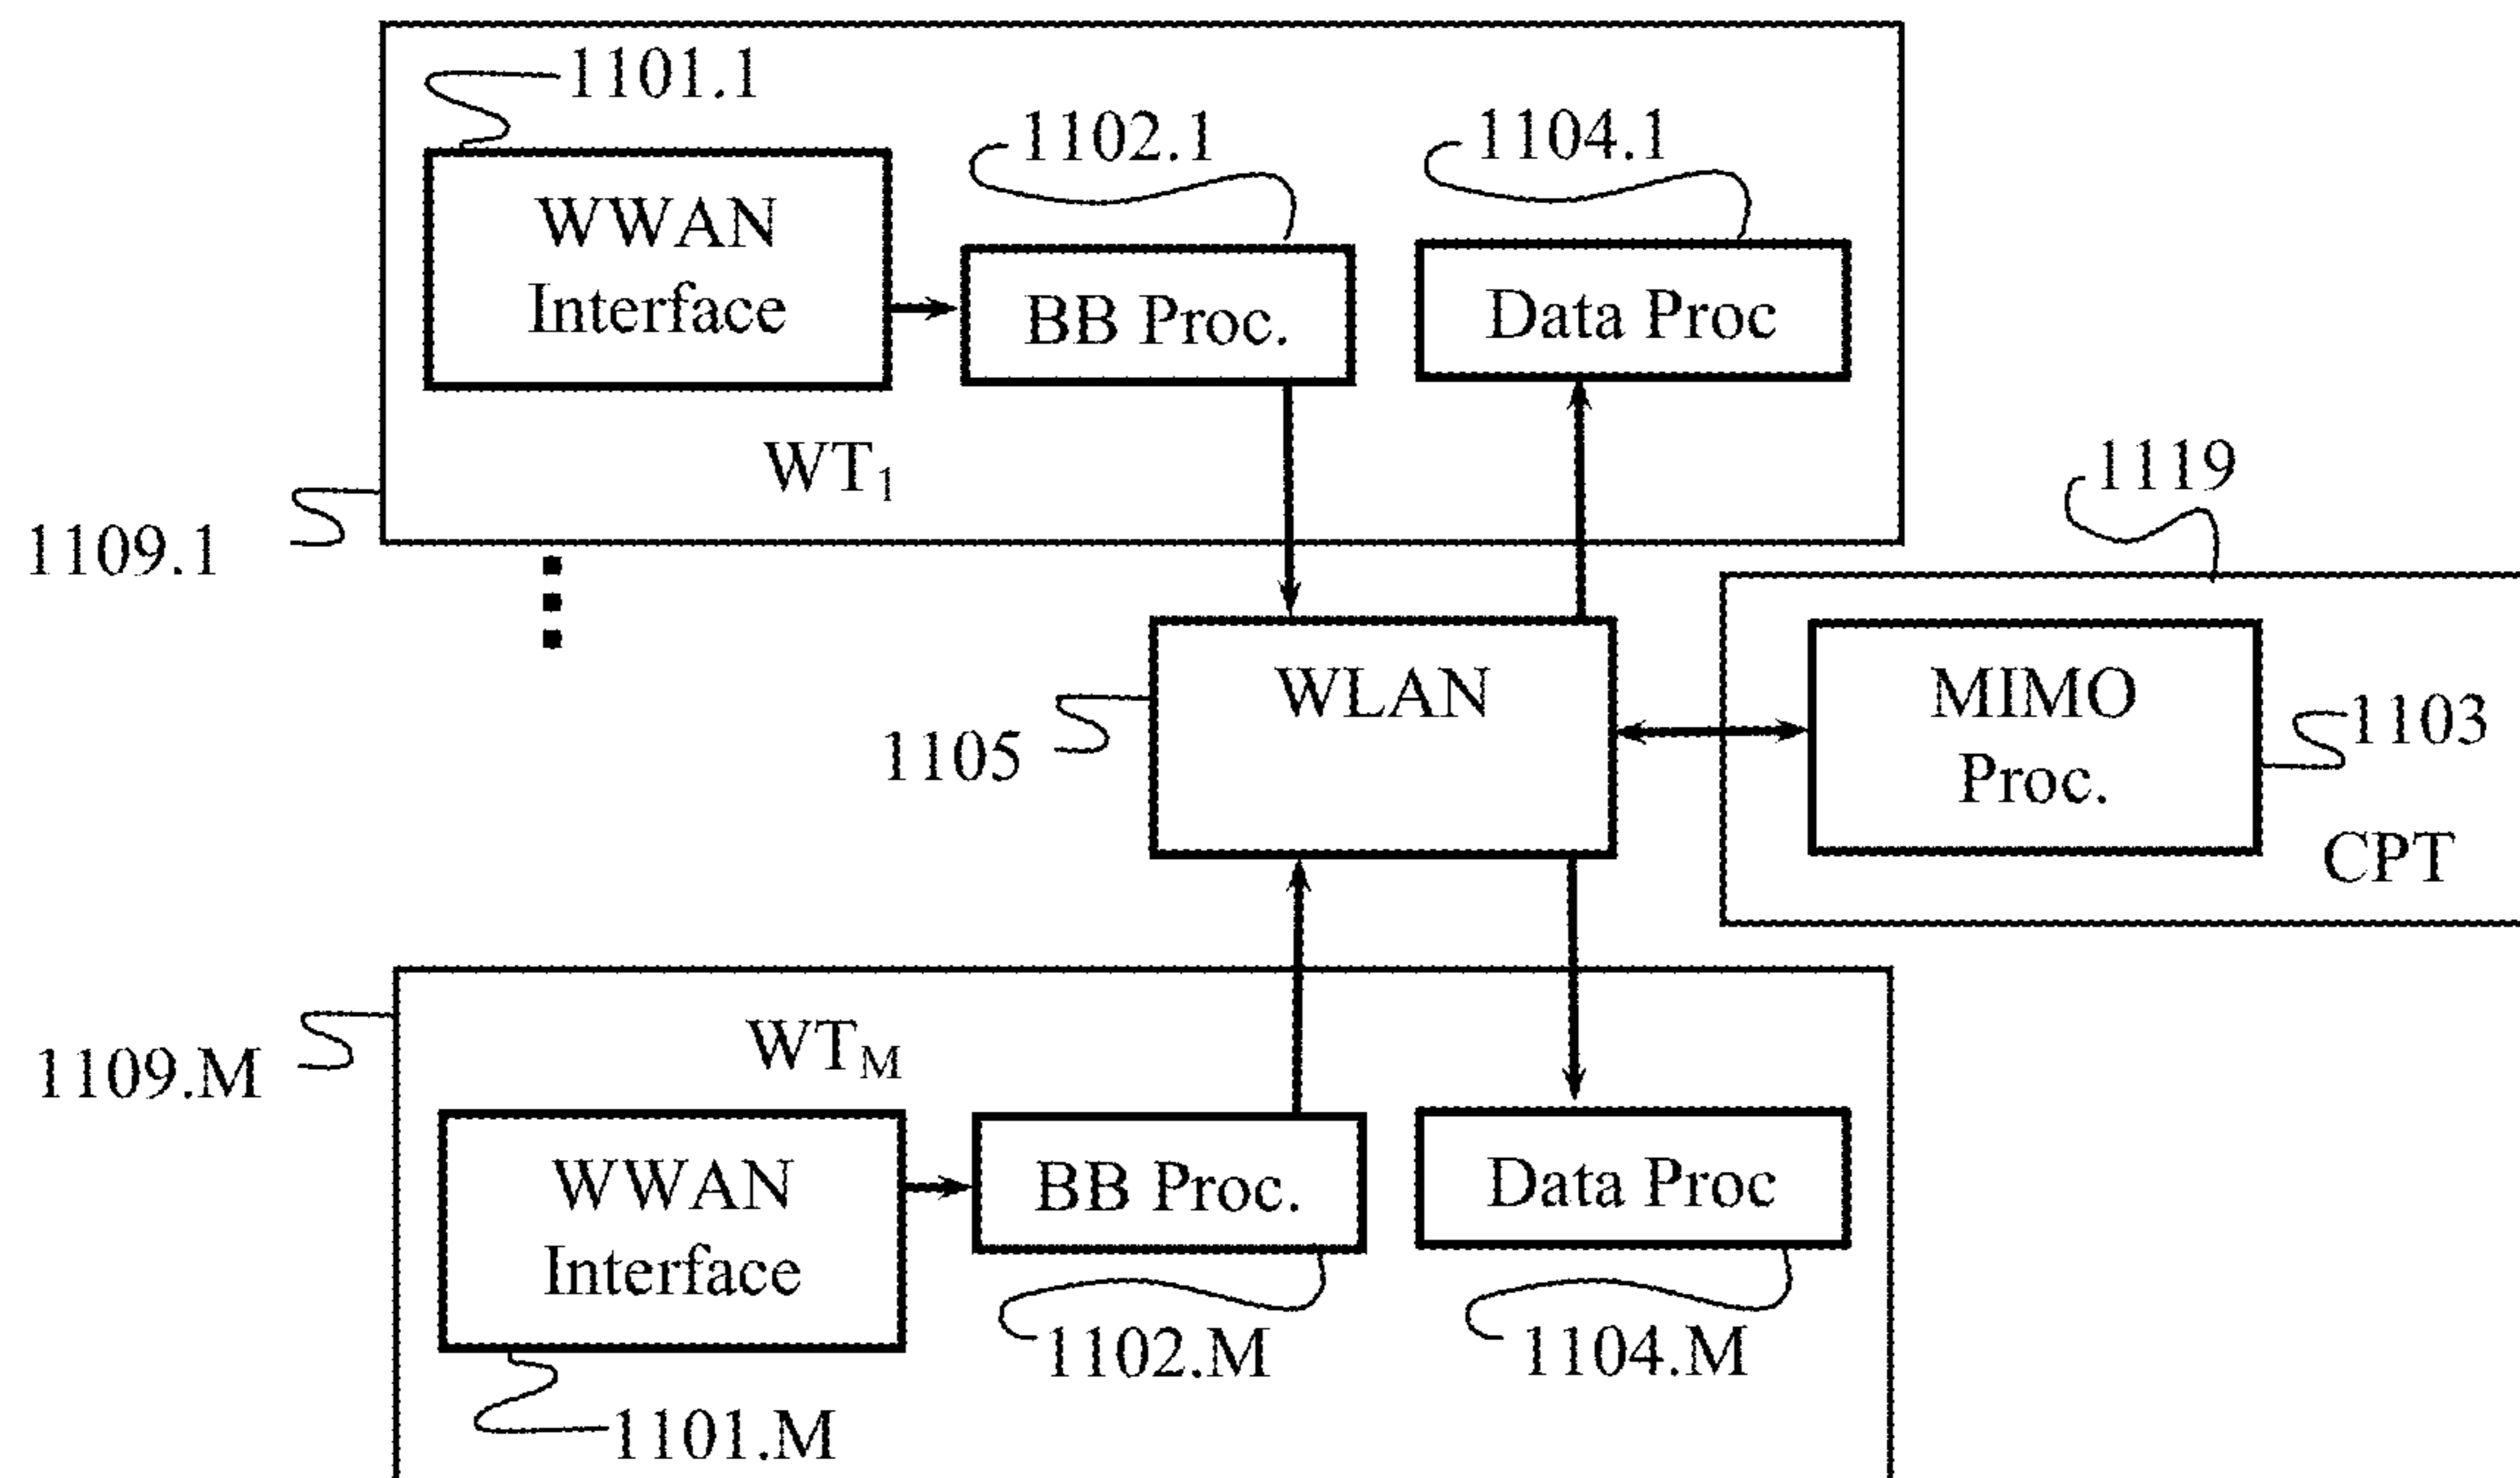 1101.1
1102.1
1104.1
WWAN
Interface
BB Proc.
Data Proc
WT1
1109.1
1119
WLAN
MIMO
Proc.
1103
1105
CPT
1109.M
WTM
WWAN
Interface
BB Proc.
Data Proc
1102.M
1104.M
1101.M